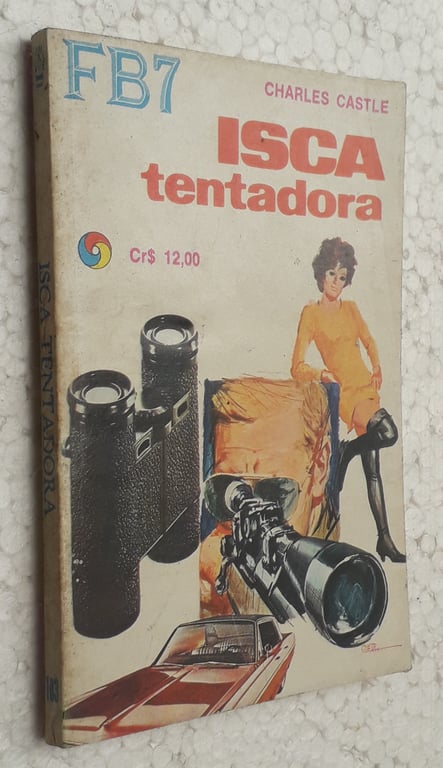 FB7
CHARLES CASTLE
ISCA
tentadora
Cr$ 12,00
ISCA TENTADORA